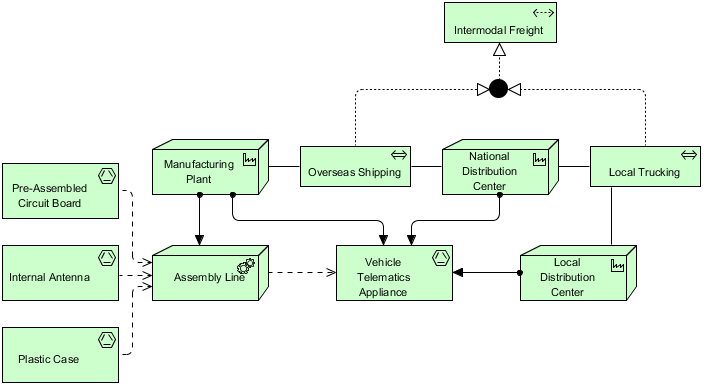 Intermodal Freight
Manufacturing
Plant
Overseas Shipping
National
Distribution
Center
Local Trucking
Pre-Assembled
Circuit Board
Internal Antenna
Assembly Line
Vehicle
Telematics
Appliance
Local
Distribution
Center
Plastic Case